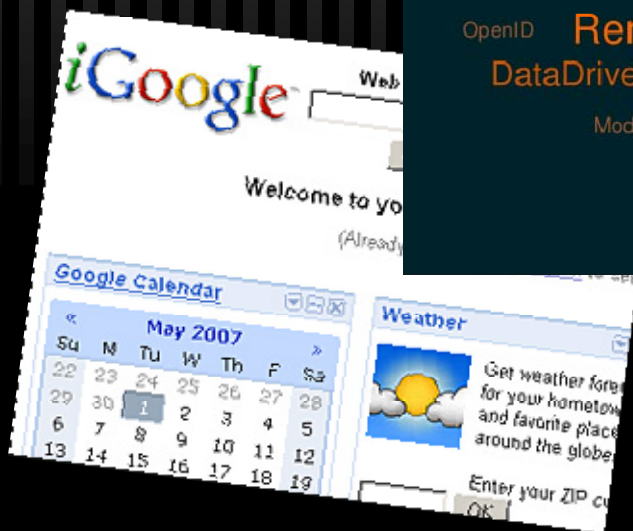 OpenID
iGoogle
Web
Welcome to yo
(Already
Google Calendar
« May 2007 »
Su M Tu W Th F Sa
22 23 24 25 26 27 28
29 30 1 2 3 4 5
6 7 8 9 10 11 12
13 14 15 16 17 18 19
Weather
Get weather fore
for your hometow
and favorite place
around the globe
Enter your ZIP c
OK
Ren
DataDrive
Mod